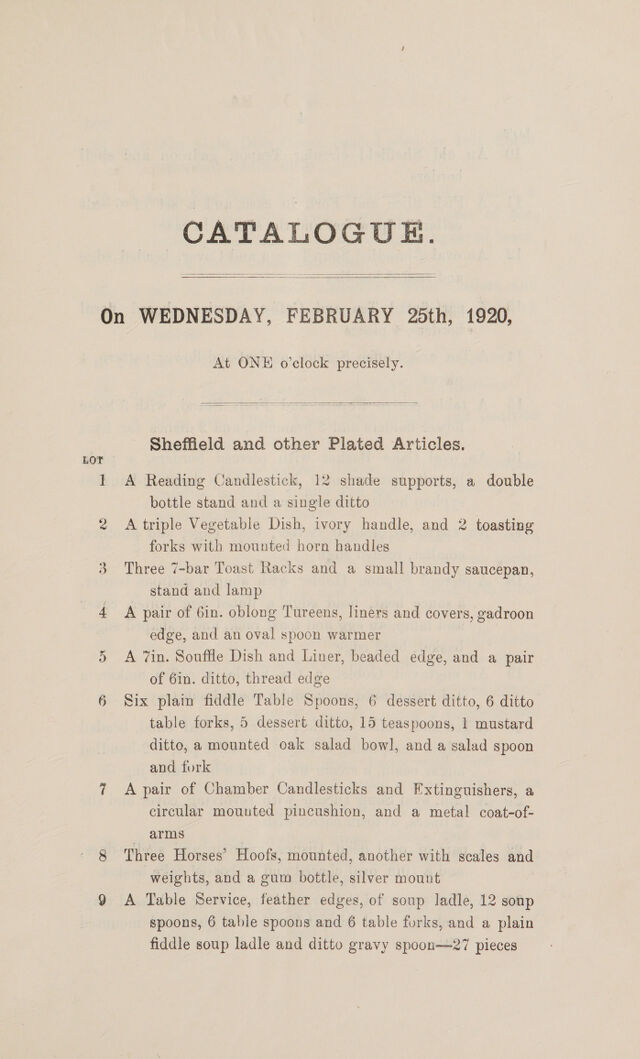 CATALOGUE.
On WEDNESDAY, FEBRUARY 25th, 1920,
At ONE o'clock precisely.
Sheffield and other Plated Articles.
LOT
1 A Reading Candlestick, 12 shade supports, a double
bottle stand and a single ditto
2 A triple Vegetable Dish, ivory handle, and 2 toasting
forks with mounted horn handles
3 Three 7-bar Toast Racks and a small brandy saucepan,
stand and lamp
4 A pair of 6in. oblong Tureens, liners and covers, gadroon
edge, and an oval spoon warmer
5 A 7in. Souffle Dish and Liner, beaded edge, and a pair
of 6in. ditto, thread edge
6 Six plain fiddle Table Spoons, 6 dessert ditto, 6 ditto
table forks, 5 dessert ditto, 15 teaspoons, 1 mustard
ditto, a mounted oak salad bowl, and a salad spoon
and fork
7 A pair of Chamber Candlesticks and Extinguishers, a
circular mounted pincushion, and a metal coat-of-
arms
8 Three Horses' Hoofs, mounted, another with scales and
weights, and a gum bottle, silver mount
9 A Table Service, feather edges, of soup ladle, 12 soup
spoons, 6 table spoons and 6 table forks, and a plain
fiddle soup ladle and ditto gravy spoon—27 pieces